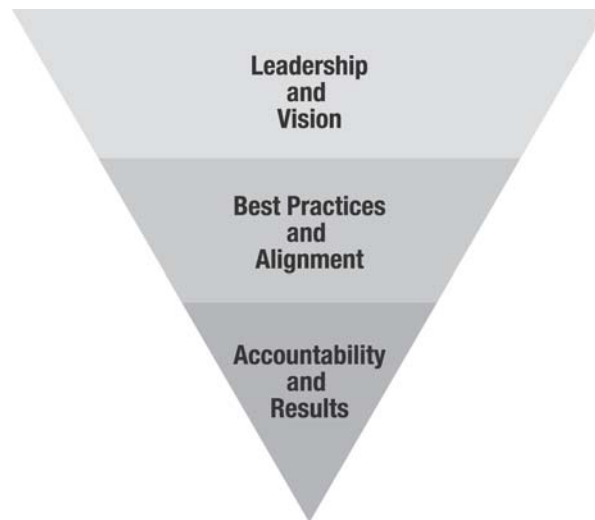 Leadership
and
Vision
Best Practices
and
Alignment
Accountability
and
Results